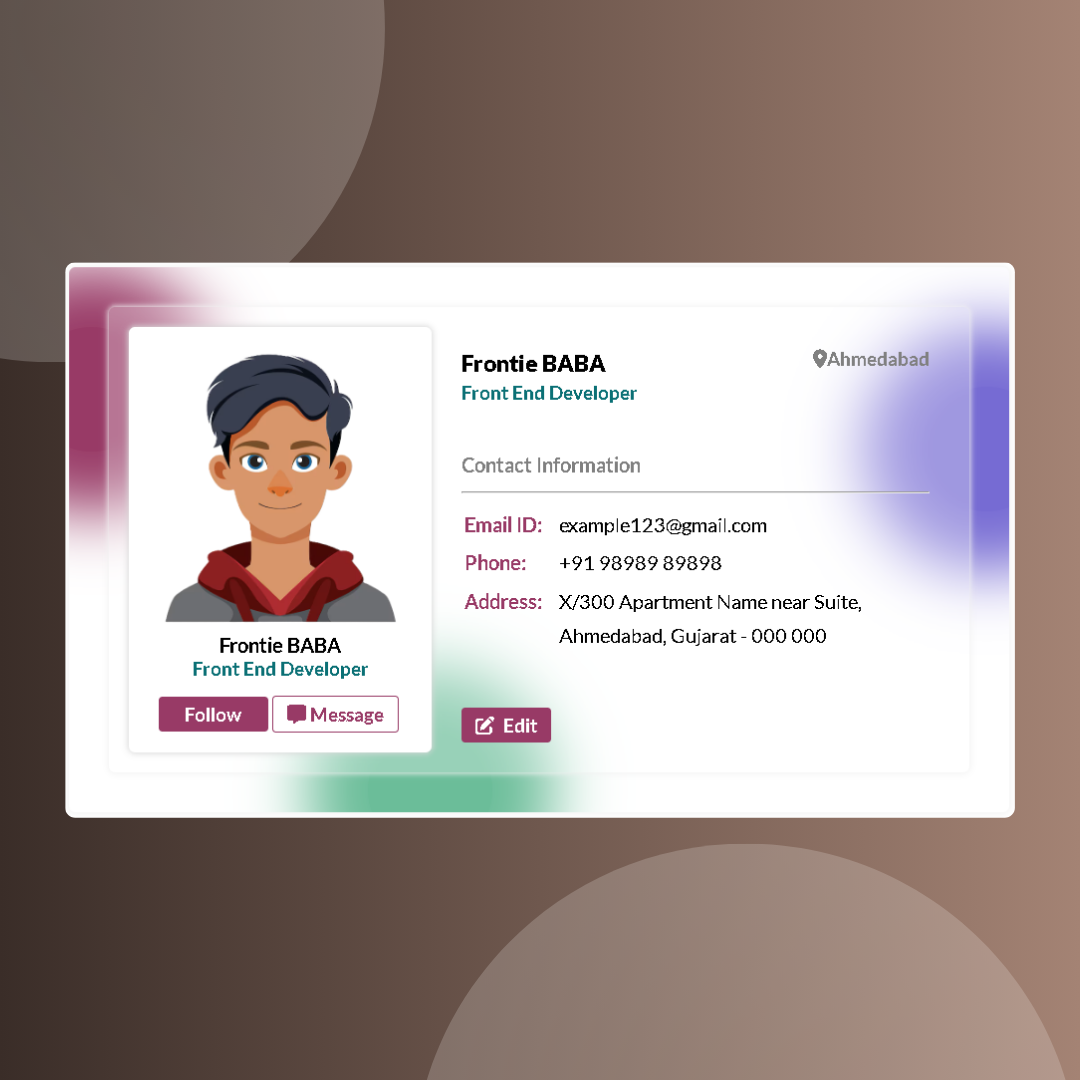 Frontie BABA
Front End Developer
Follow
Message
Frontie BABA
Front End Developer
Ahmedabad
Contact Information
Email ID: example123@gmail.com
Phone: +91 98989 89898
Address: X/300 Apartment Name near Suite,
Ahmedabad, Gujarat - 000 000
Edit